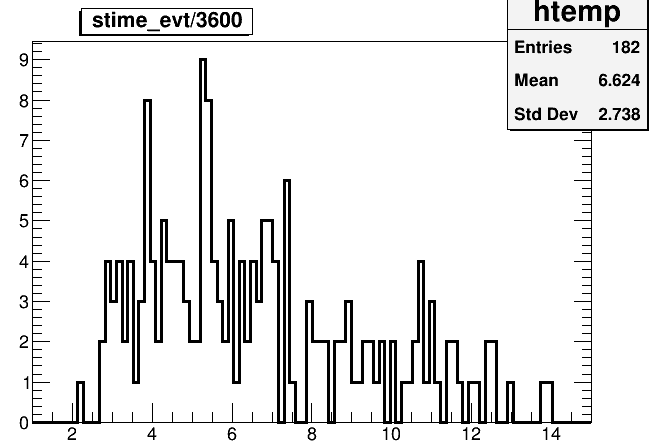 stime_evt/3600
htemp
Entries 182
Mean 6.624
Std Dev 2.738
9
8
7
6
5
4
3
2
1
0
2 4 6 8 10 12 14